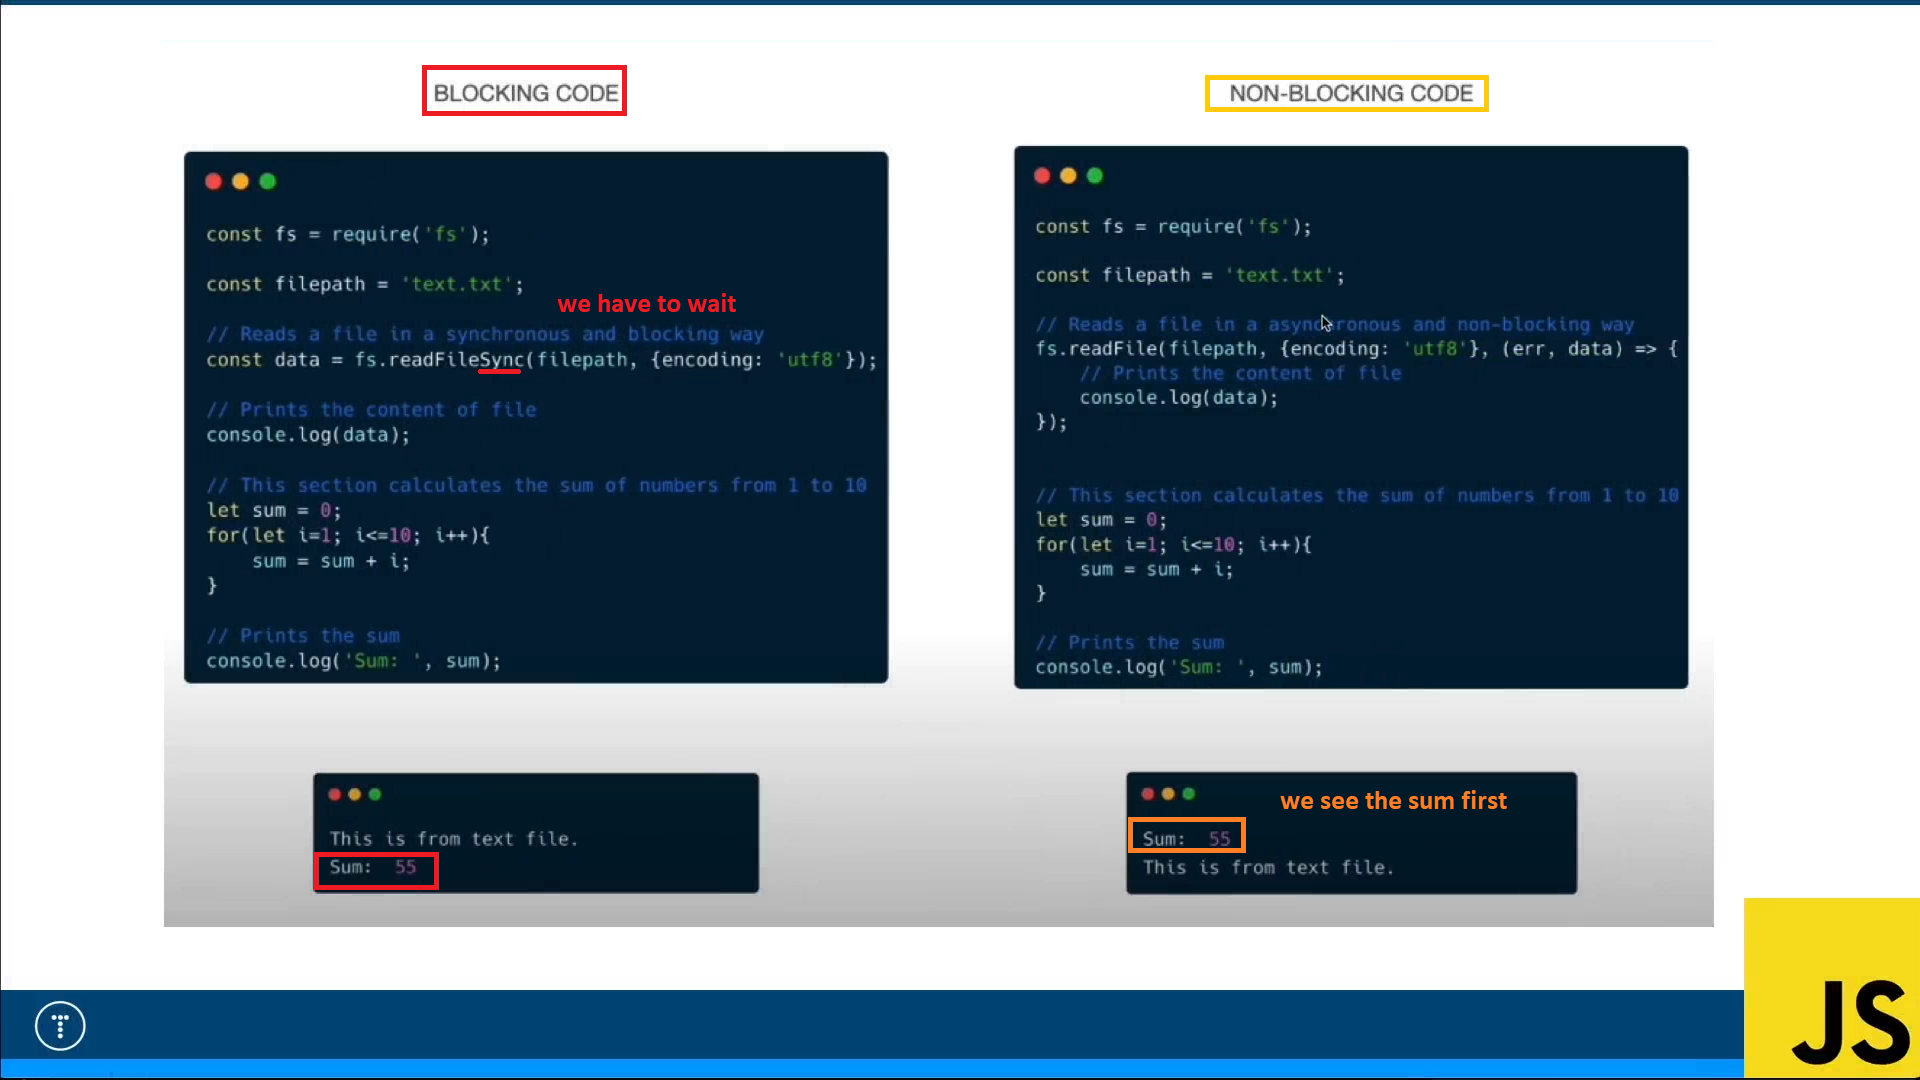 BLOCKING CODE
const fs = require('fs');
const filepath = 'text.txt';
we have to wait
// Reads a file in a synchronous and blocking way
const data = fs.readFileSync(filepath, {encoding: 'utf8'});
// Prints the content of file
console.log(data);
// This section calculates the sum of numbers from 1 to 10
let sum = 0;
for(let i=1; i<=10; i++){
    sum = sum + i;
}
// Prints the sum
console.log('Sum: ', sum);
This is from text file.
Sum:  55
NON-BLOCKING CODE
const fs = require('fs');
const filepath = 'text.txt';
// Reads a file in a asynchronous and non-blocking way
fs.readFile(filepath, {encoding: 'utf8'}, (err, data) => {
    // Prints the content of file
    console.log(data);
});
// This section calculates the sum of numbers from 1 to 10
let sum = 0;
for(let i=1; i<=10; i++){
    sum = sum + i;
}
// Prints the sum
console.log('Sum: ', sum);
we see the sum first
Sum:  55
This is from text file.
T
JS